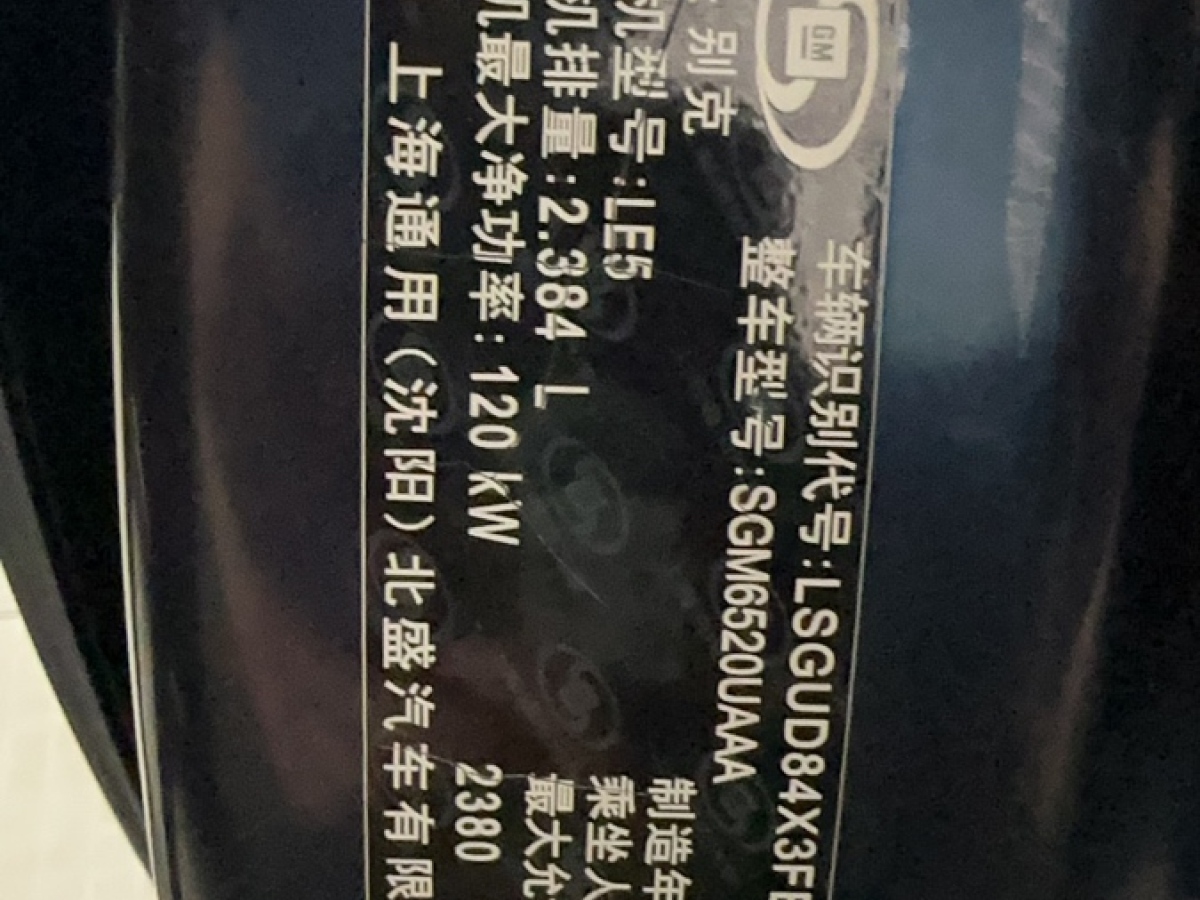 GM
车辆识别代号:LSGUD84X3F
整车型号:SGM6520UAAA
别克
制造年
机型号:LE5
乘坐人
机排量:2.384 L
最大允
机最大净功率:120 kW
2380
上海通用(沈阳)北盛汽车有限